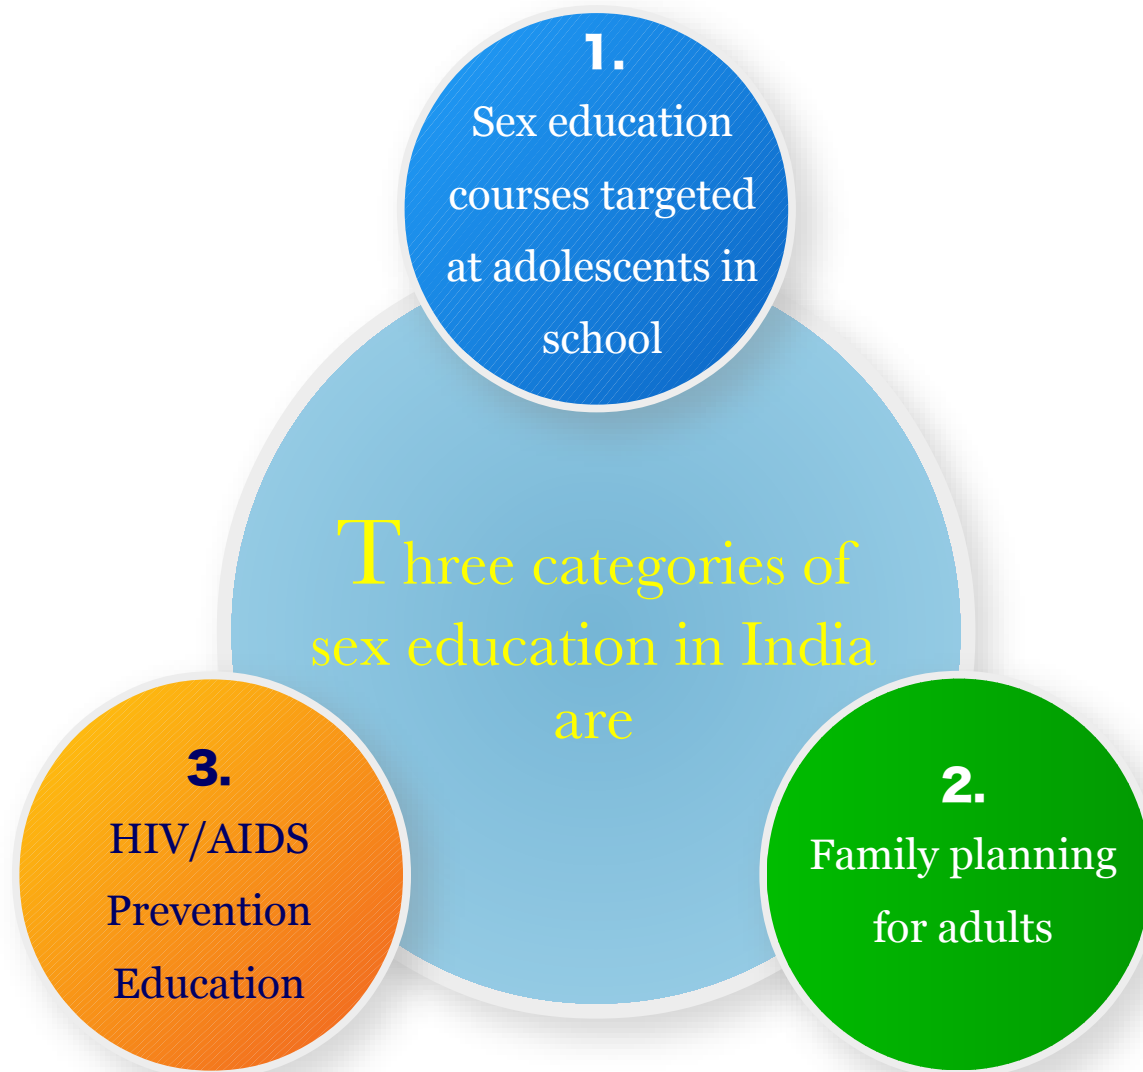 1.
Sex education
courses targeted
at adolescents in
school
Three categories of
sex education in India
are
2.
Family planning
for adults
3.
HIV/AIDS
Prevention
Education